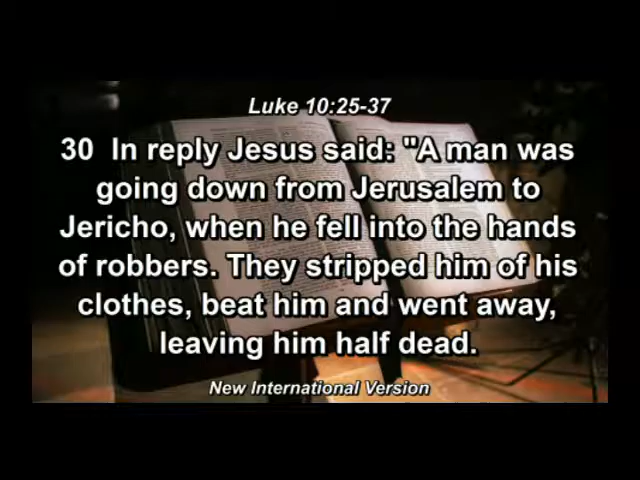 Luke 10:25-37
30 In reply Jesus said: "A man was
going down from Jerusalem to
Jericho, when he fell into the hands
of robbers. They stripped him of his
clothes, beat him and went away,
leaving him half dead.
New International Version